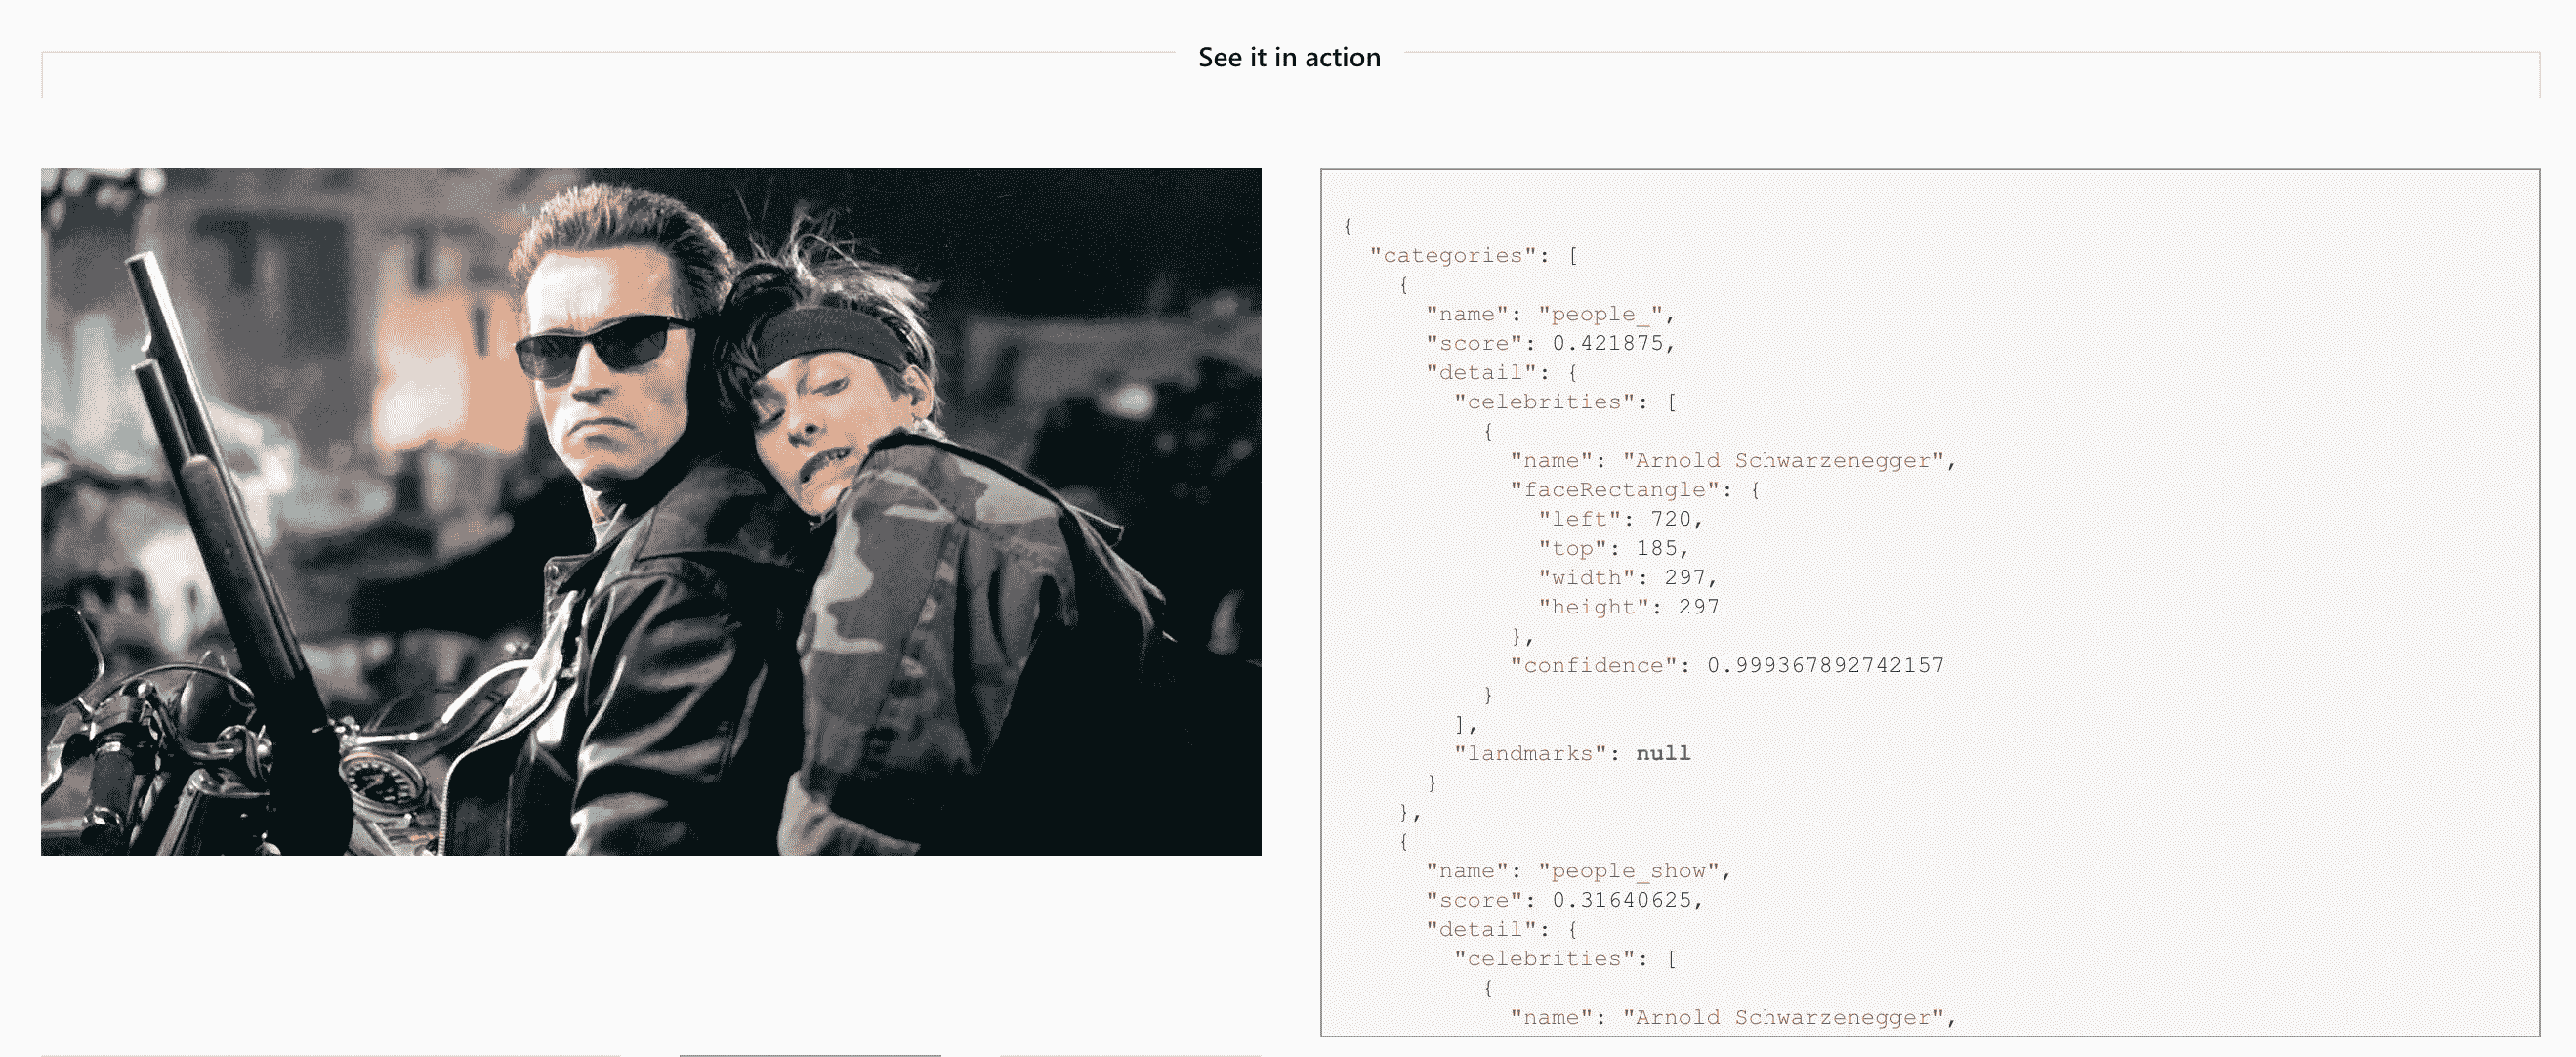 See it in action
{
"categories": [
{
"name": "people_",
"score": 0.421875,
"detail": {
"celebrities": [
{
"name": "Arnold Schwarzenegger",
"faceRectangle": {
"left": 720,
"top": 185,
"width": 297,
"height": 297
},
"confidence": 0.999367892742157
}
],
"landmarks": null
}
},
{
"name": "people_show",
"score": 0.31640625,
"detail": {
"celebrities": [
{
"name": "Arnold Schwarzenegger",